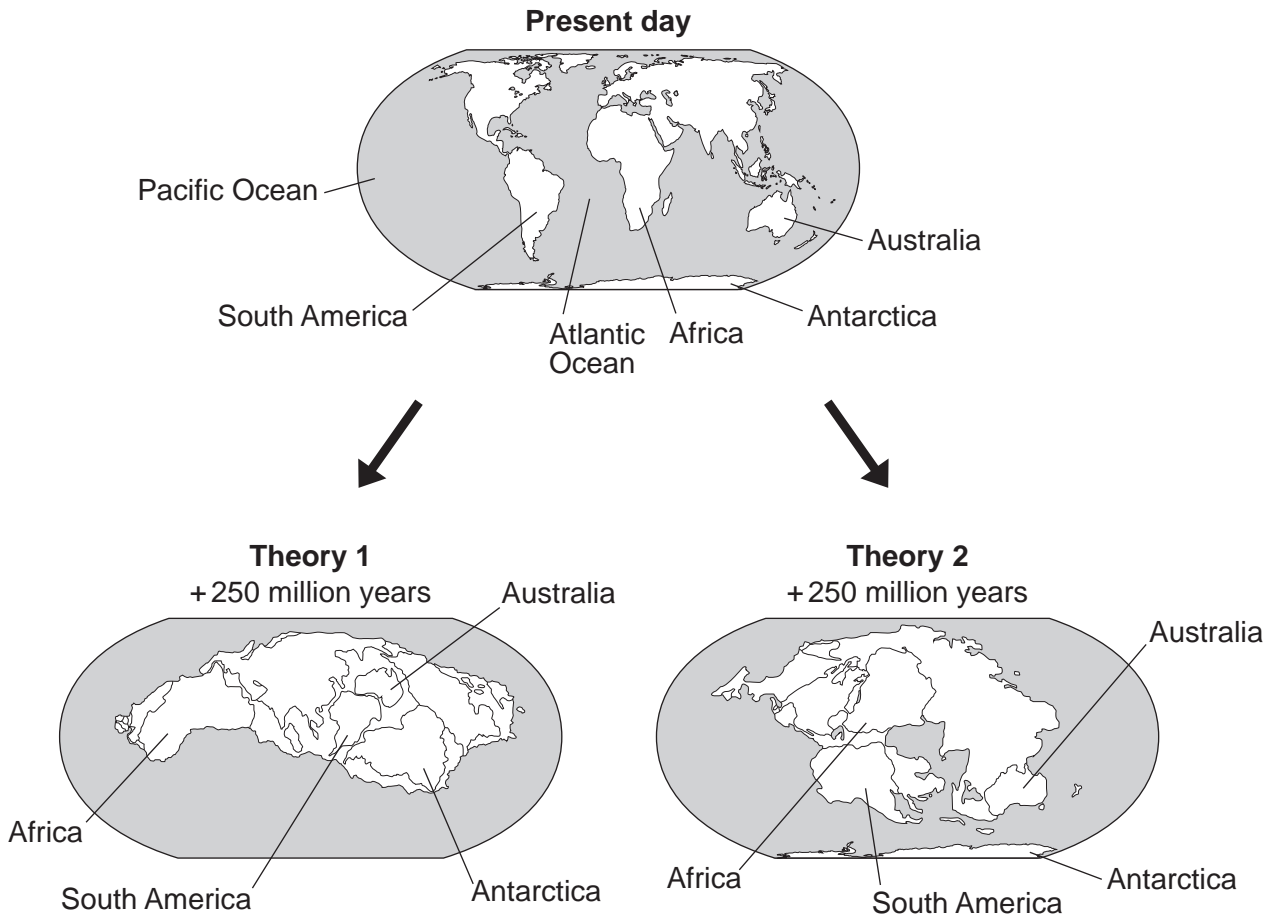 Present day
Pacific Ocean
Australia
South America
Atlantic
Ocean
Africa
Antarctica
Theory 1
+250 million years
Australia
Africa
South America
Antarctica
Theory 2
+250 million years
Australia
Africa
South America
Antarctica